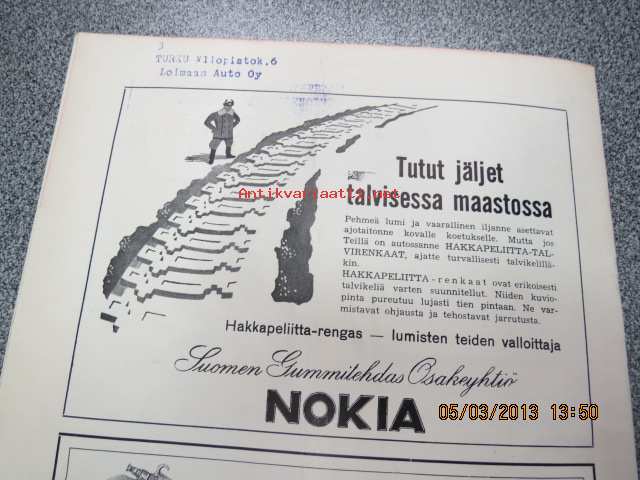 3
TURKU Yliopistok.6
Loimaan Auto Oy
Tutut jäljet
talvisessa maastossa
Antikvariaatti.net
Pehmeä lumi ja vaarallinen iljanne asettavat
ajotaitonne kovalle koetukselle. Mutta jos
Teillä on autossanne HAKKAPELIITTA-TAL-
VIRENKAAT, ajatte turvallisesti talvikelillä-
kin.
HAKKAPELIITTA-renkaat ovat erikoisesti
talvikeliä varten suunnitellut. Niiden kuvio-
pinta pureutuu lujasti tien pintaan. Ne var-
mistavat ohjausta ja tehostavat jarrutusta.
Hakkapeliitta-rengas — lumisten teiden valloittaja
Suomen Gummitehdas Osakeyhtiö
NOKIA
05/03/2013 13:50